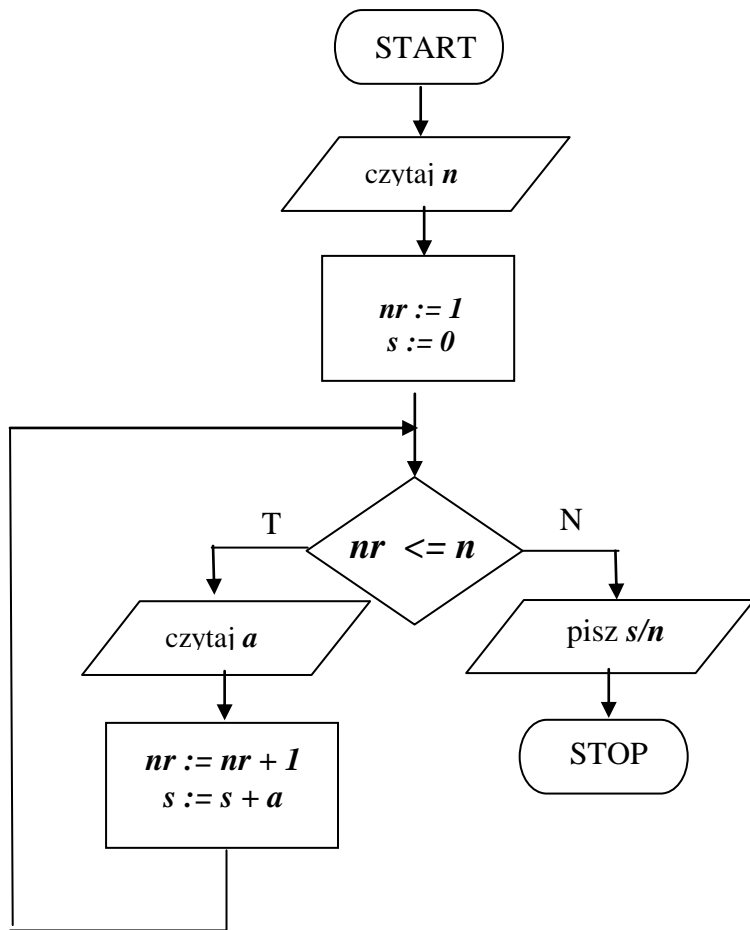 START
czytaj n
nr := 1
s := 0
T
N
nr <= n
czytaj a
pisz s/n
nr := nr + 1
s := s + a
STOP